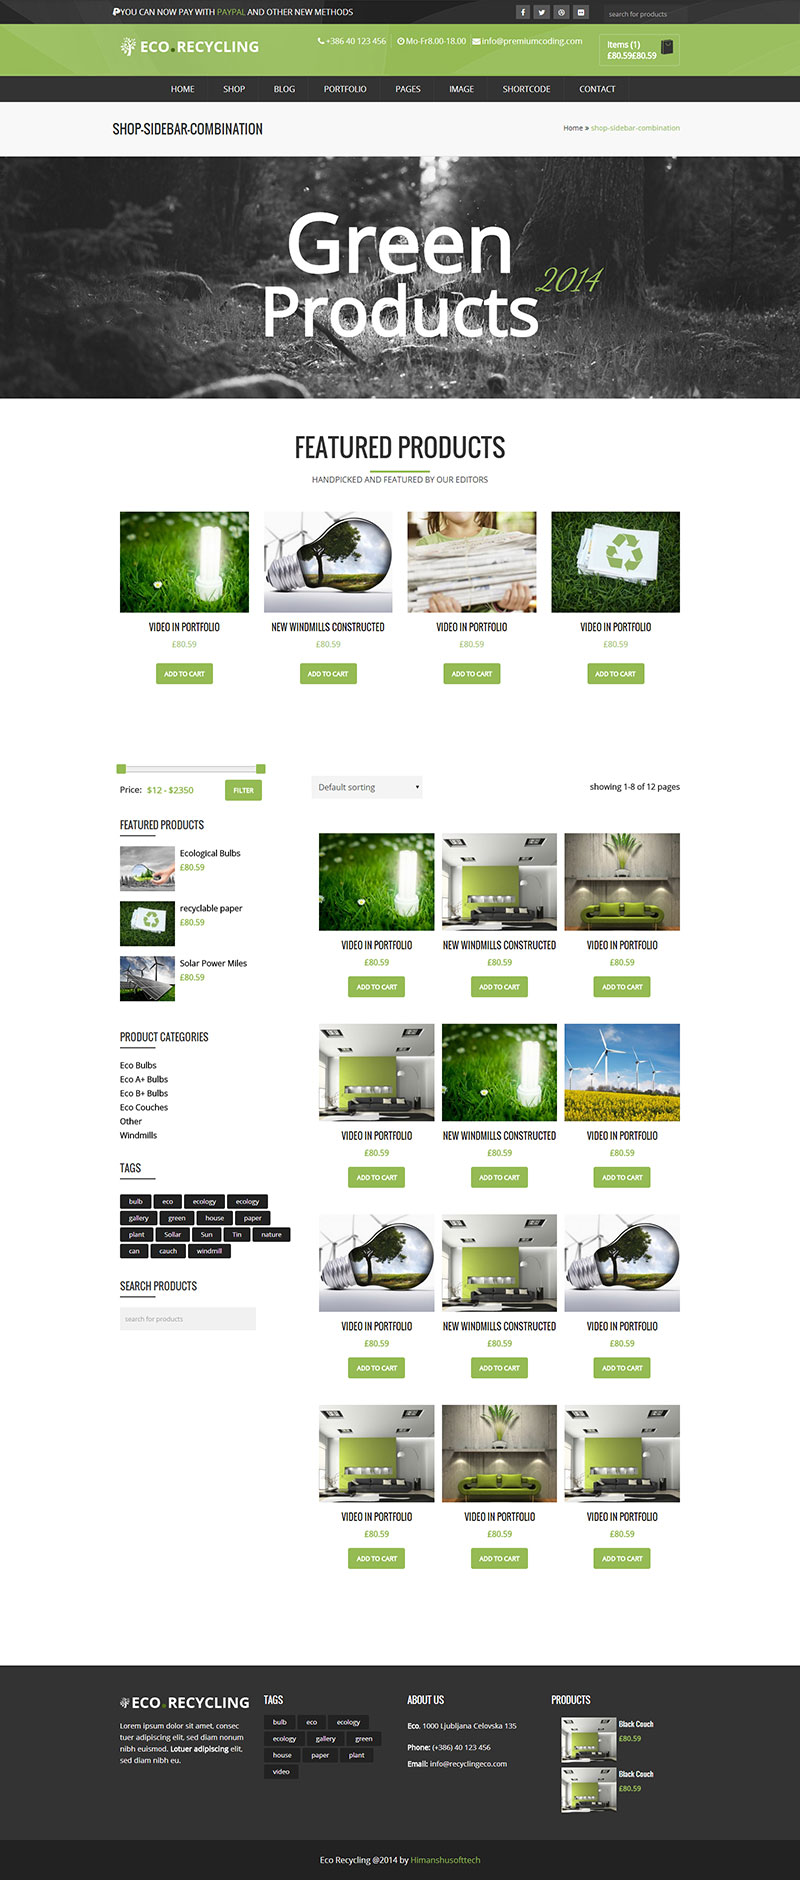 YOU CAN NOW PAY WITH PAYPAL AND OTHER NEW METHODS
search for products
ECO.RECYCLING
+386 40 123 456
Mo-Fr8.00-18.00
info@premiumcoding.com
Items (1)
£80.59£80.59
HOME SHOP BLOG PORTFOLIO PAGES IMAGE SHORTCODE CONTACT
SHOP-SIDEBAR-COMBINATION
Home » shop-sidebar-combination
Green
Products
2014
FEATURED PRODUCTS
HANDPICKED AND FEATURED BY OUR EDITORS
VIDEO IN PORTFOLIO NEW WINDMILLS CONSTRUCTED VIDEO IN PORTFOLIO VIDEO IN PORTFOLIO
£80.59 £80.59 £80.59 £80.59
ADD TO CART ADD TO CART ADD TO CART ADD TO CART
Price: $12 - $2350
FILTER
FEATURED PRODUCTS
Ecological Bulbs
£80.59
recyclable paper
£80.59
Solar Power Miles
£80.59
PRODUCT CATEGORIES
Eco Bulbs
Eco A+ Bulbs
Eco B+ Bulbs
Eco Couches
Other
Windmills
TAGS
bulb eco ecology ecology
gallery green house paper
plant Sollar Sun Tin nature
can cauch windmill
SEARCH PRODUCTS
search for products
Default sorting
showing 1-8 of 12 pages
VIDEO IN PORTFOLIO NEW WINDMILLS CONSTRUCTED VIDEO IN PORTFOLIO
£80.59 £80.59 £80.59
ADD TO CART ADD TO CART ADD TO CART
VIDEO IN PORTFOLIO NEW WINDMILLS CONSTRUCTED VIDEO IN PORTFOLIO
£80.59 £80.59 £80.59
ADD TO CART ADD TO CART ADD TO CART
VIDEO IN PORTFOLIO NEW WINDMILLS CONSTRUCTED VIDEO IN PORTFOLIO
£80.59 £80.59 £80.59
ADD TO CART ADD TO CART ADD TO CART
VIDEO IN PORTFOLIO VIDEO IN PORTFOLIO VIDEO IN PORTFOLIO
£80.59 £80.59 £80.59
ADD TO CART ADD TO CART ADD TO CART
ECO.RECYCLING
Lorem ipsum dolor sit amet, consec
tuer adipiscing elit, sed diam nonum
nibh euismod. Lotuer adipiscing elit,
sed diam nibh eu.
TAGS
bulb eco ecology
ecology gallery green
house paper plant
video
ABOUT US
Eco. 1000 Ljubljana Celovska 135
Phone: (+386) 40 123 456
Email: info@recyclingeco.com
PRODUCTS
Black Couch
£80.59
Black Couch
£80.59
Eco Recycling @2014 by Himanshusofttech